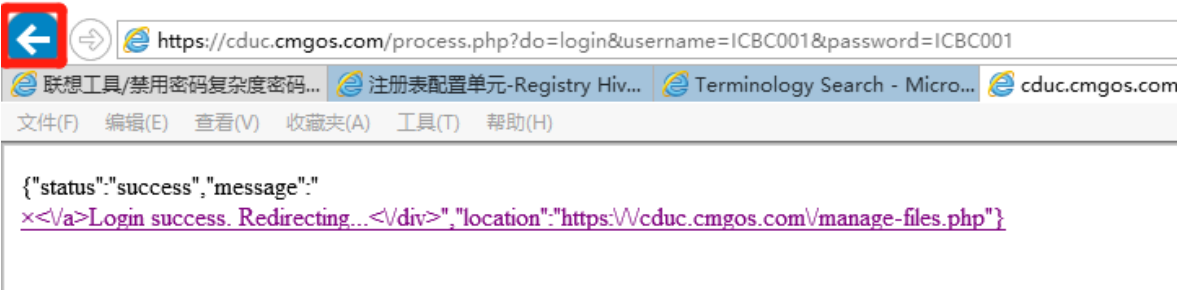 https://cduc.cmgos.com/process.php?do=login&username=ICBC001&password=ICBC001
联想工具/禁用密码复杂度密码... 注册表配置单元-Registry Hiv... Terminology Search - Micro... cduc.cmgos.com
文件(F) 编辑(E) 查看(V) 收藏夹(A) 工具(T) 帮助(H)
{"status":"success","message":"
×<\/a>Login success. Redirecting...<\/div>","location":"https:\/\/cduc.cmgos.com\/manage-files.php"}